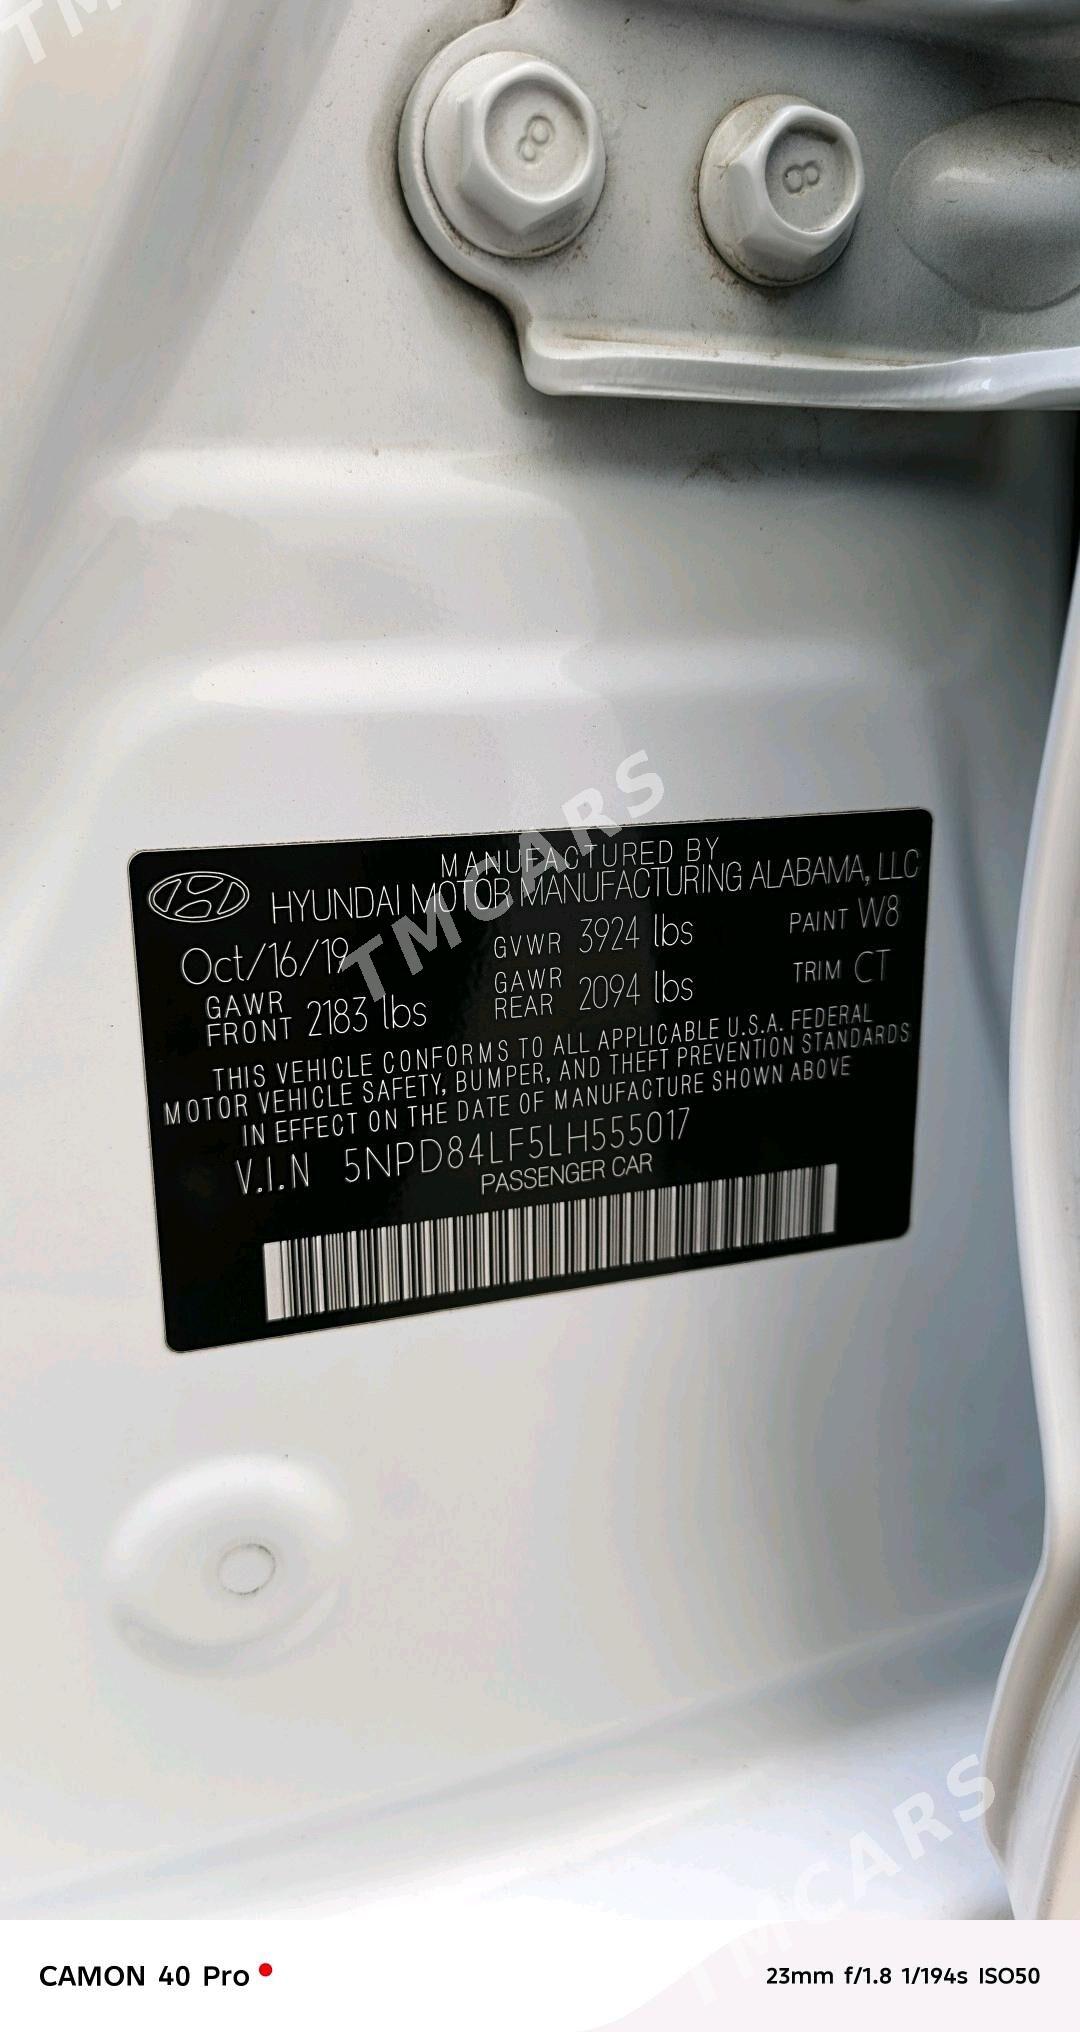 TMCARS
8
8
TMCARS
MANUFACTURED BY
HYUNDAI MOTOR MANUFACTURING ALABAMA, LLC
Oct/16/19 GVWR 3924 lbs PAINT W8
GAWR FRONT 2183 lbs GAWR REAR 2094 lbs TRIM CT
THIS VEHICLE CONFORMS TO ALL APPLICABLE U.S.A. FEDERAL
MOTOR VEHICLE SAFETY, BUMPER, AND THEFT PREVENTION STANDARDS
IN EFFECT ON THE DATE OF MANUFACTURE SHOWN ABOVE
V.I.N 5NPD84LF5LH555017
PASSENGER CAR
TMCARS
CAMON 40 Pro
23mm f/1.8 1/194s ISO50